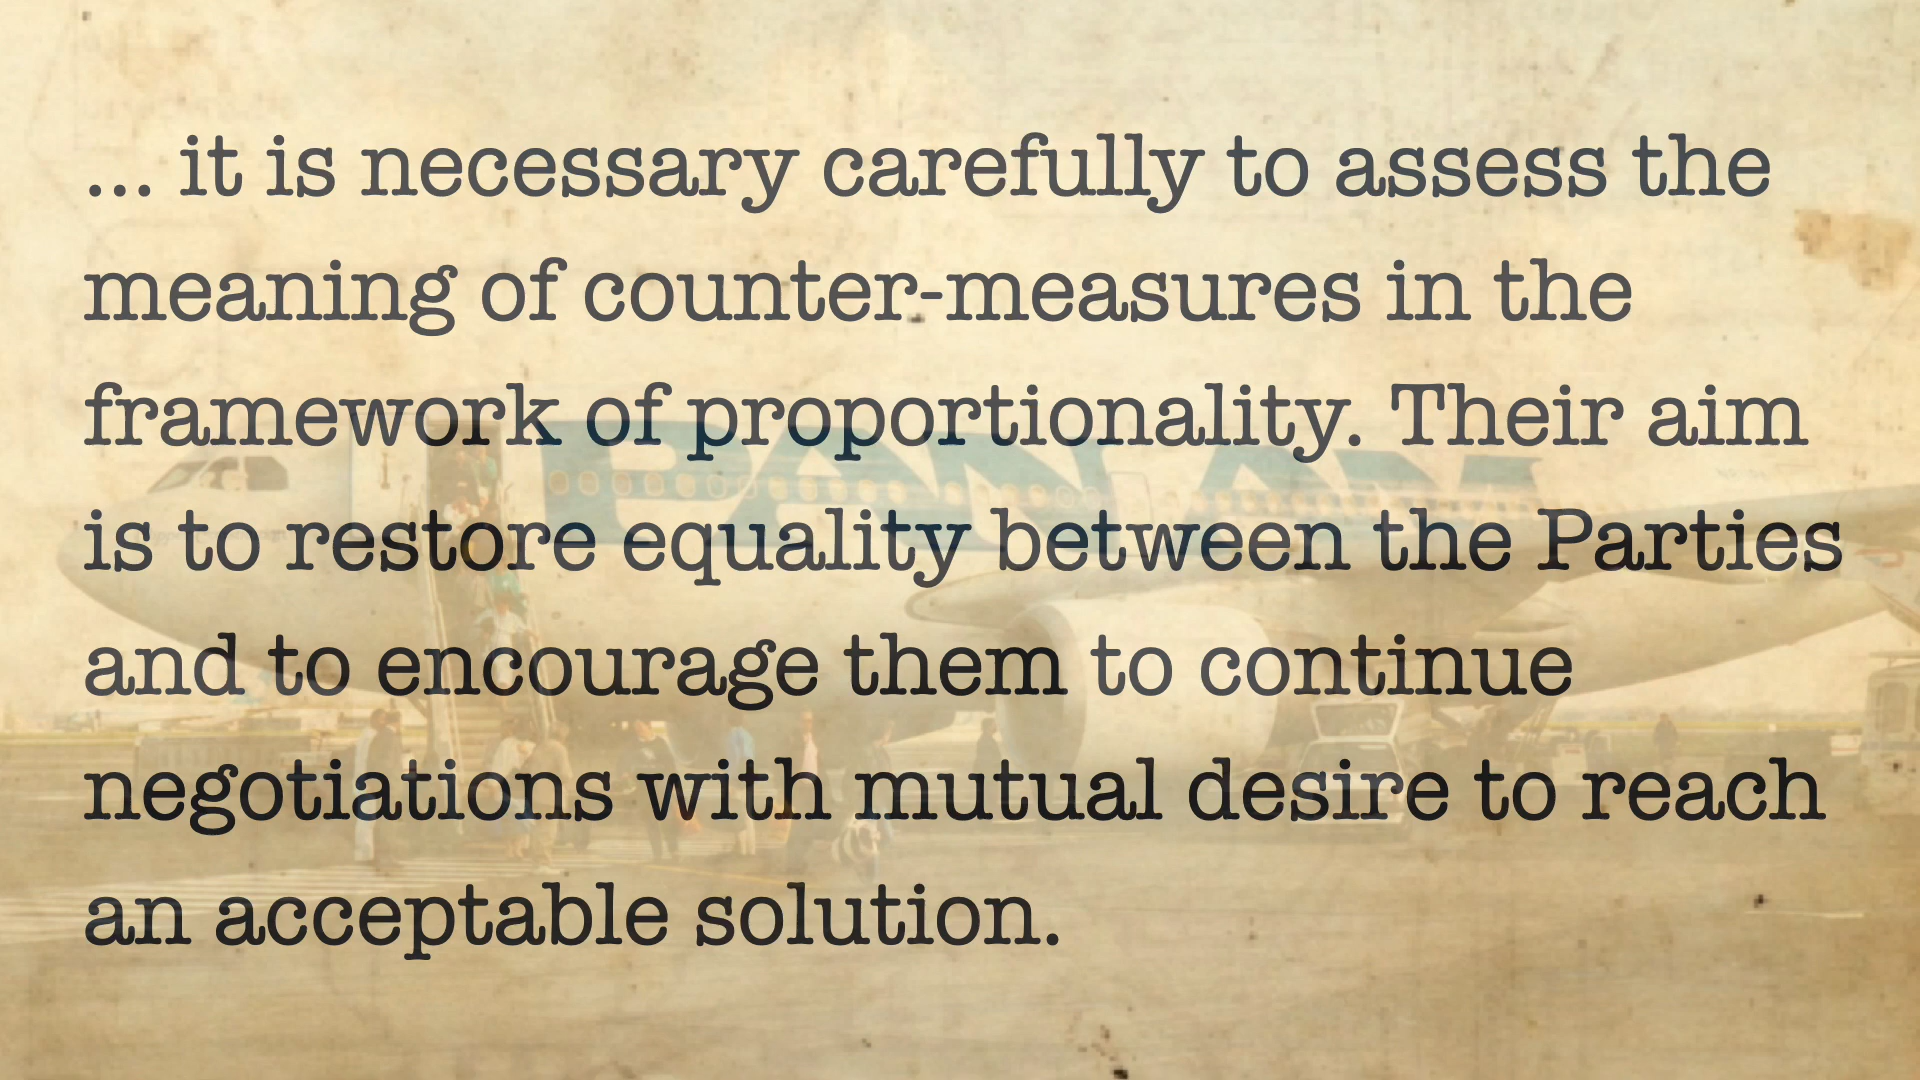 ... it is necessary carefully to assess the
meaning of counter-measures in the
framework of proportionality. Their aim
is to restore equality between the Parties
and to encourage them to continue
negotiations with mutual desire to reach
an acceptable solution.
PAN AM